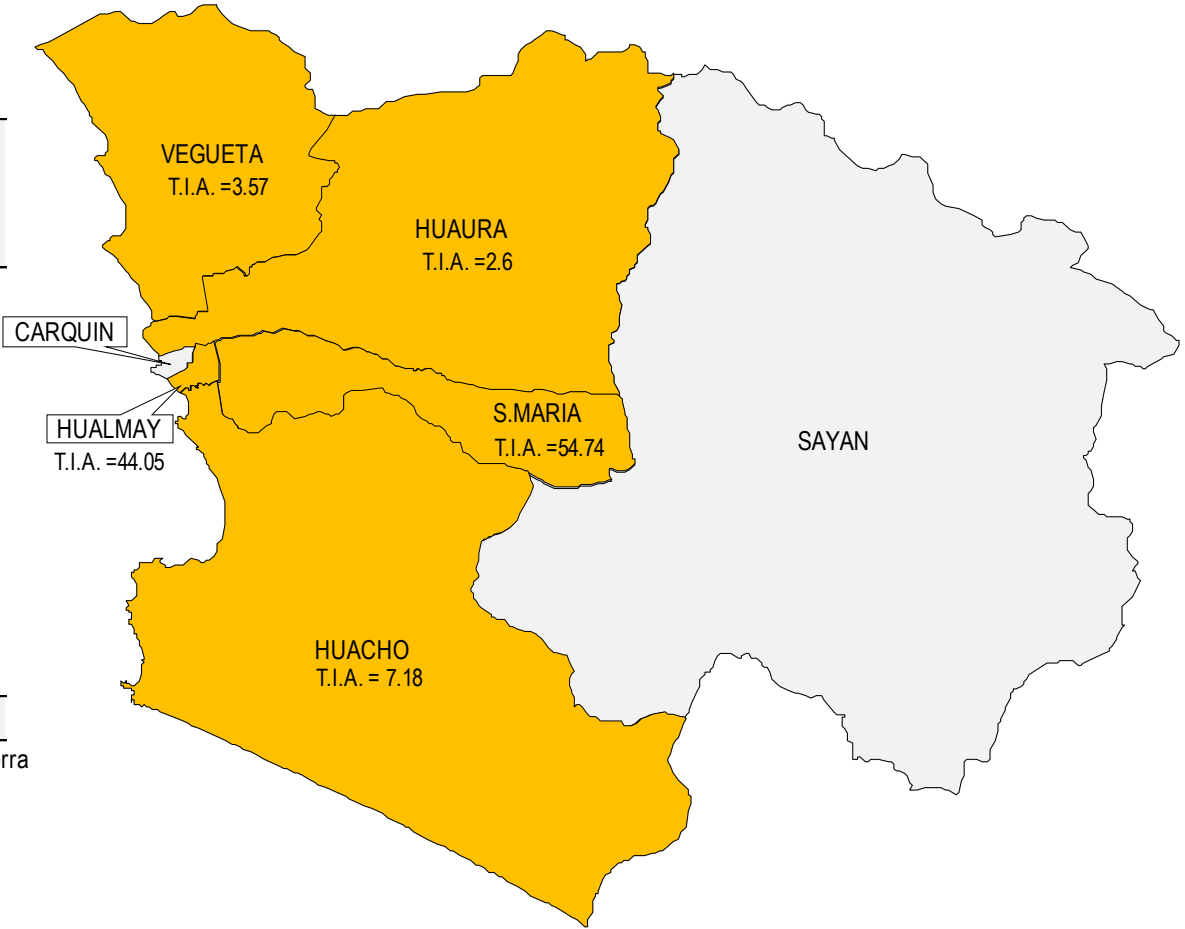 VEGUETA
T.I.A. =3.57
HUAURA
T.I.A. =2.6
CARQUIN
HUALMAY
T.I.A. =44.05
S.MARIA
T.I.A. =54.74
SAYAN
HUACHO
T.I.A. = 7.18
rra